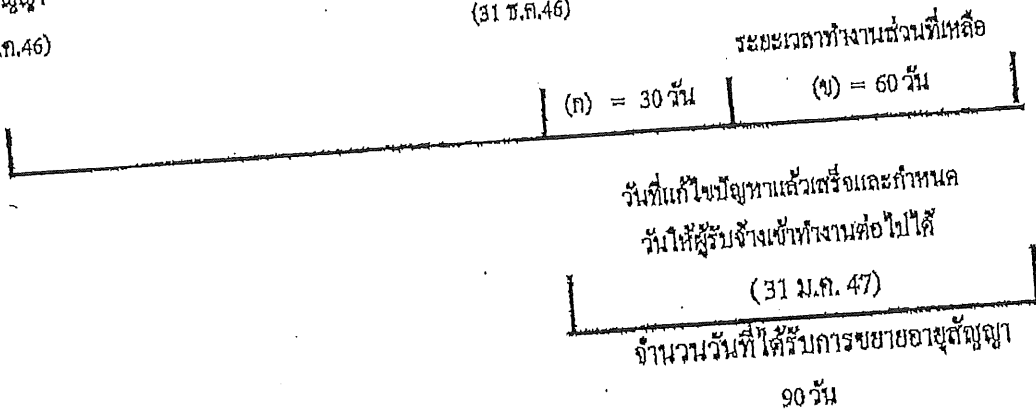 .ค.46)
(31 ธ.ค.46)
ระยะเวลาทำงานส่วนที่เหลือ
(ก) = 30 วัน
(ข) = 60 วัน
วันที่แก้ไขปัญหาแล้วเสร็จและกำหนด
วันให้ผู้รับจ้างเข้าทำงานต่อไปได้
(31 ม.ค. 47)
จำนวนวันที่ได้รับการขยายอายุสัญญา
90 วัน